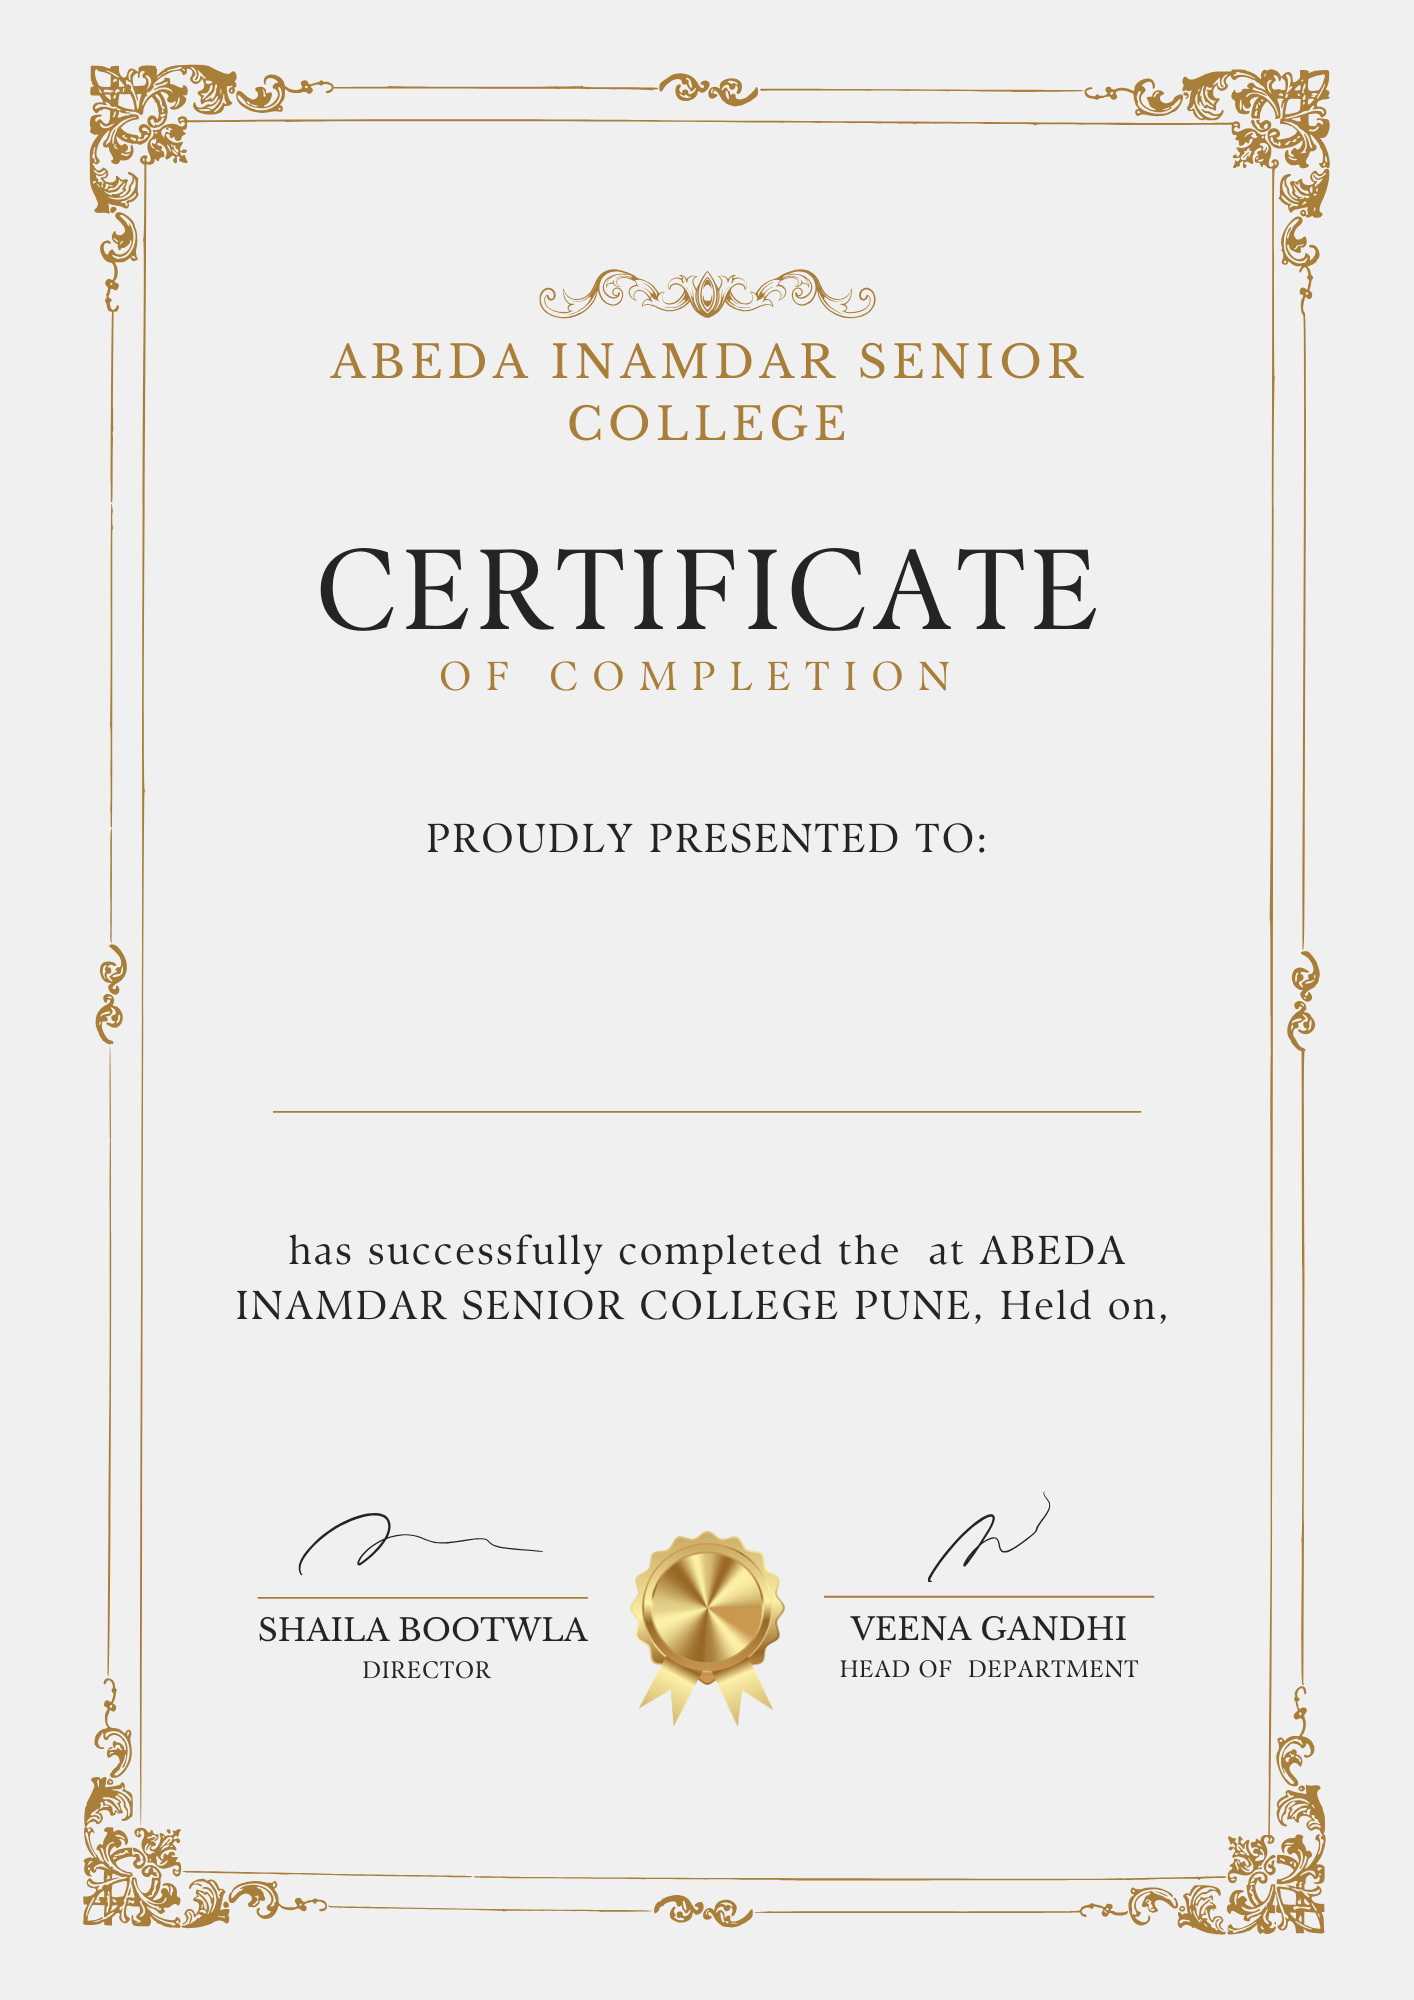 ABEDA INAMDAR SENIOR
COLLEGE
CERTIFICATE
OF COMPLETION
PROUDLY PRESENTED TO:
has successfully completed the  at ABEDA
INAMDAR SENIOR COLLEGE PUNE, Held on,
SHAILA BOOTWLA
DIRECTOR
VEENA GANDHI
HEAD OF  DEPARTMENT